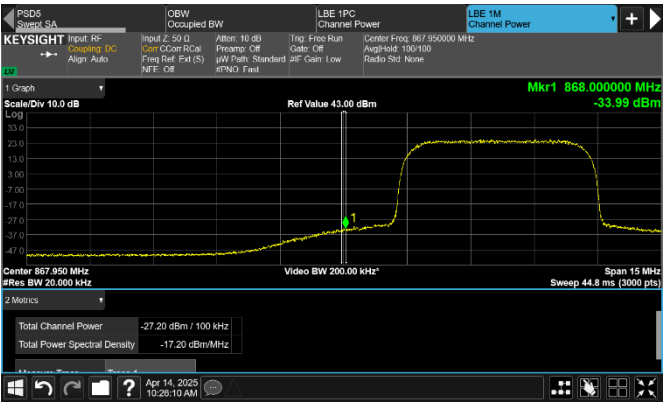 PSD5
Swept SA
OBW
Occupied BW
LBE 1PC
Channel Power
LBE 1M
Channel Power
KEYSIGHT
Input: RF
Coupling: DC
Align: Auto
Input Z: 50 Ω
Corr CCorr RCal
Freq Ref: Ext (S)
NFE: Off
Atten: 10 dB
Preamp: Off
µW Path: Standard
#PNO: Fast
Trig: Free Run
Gate: Off
#IF Gain: Low
Center Freq: 867.950000 MHz
Avg|Hold: 100/100
Radio Std: None
1 Graph
Mkr1 868.000000 MHz
-33.99 dBm
Scale/Div 10.0 dB
Ref Value 43.00 dBm
Log
33.0
23.0
13.0
3.00
-7.00
-17.0
-27.0
-37.0
-47.0
1
Center 867.950 MHz
Video BW 200.00 kHz*
Span 15 MHz
#Res BW 20.000 kHz
Sweep 44.8 ms (3000 pts)
2 Metrics
Total Channel Power
-27.20 dBm / 100 kHz
Total Power Spectral Density
-17.20 dBm/MHz
Measure Trace
Trace 1
?
Apr 14, 2025
10:26:10 AM